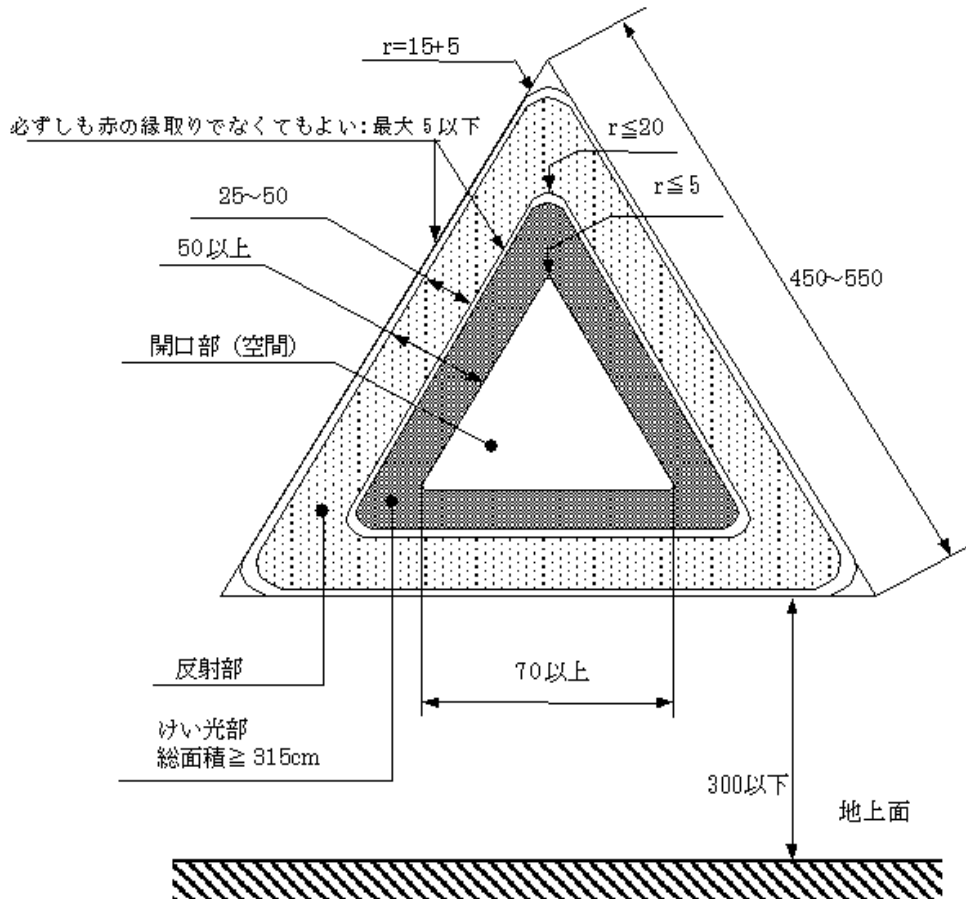 r=15+5
必ずしも赤の縁取りでなくてもよい:最大 5以下
r≦20
r≦5
25~50
50以上
450~550
開口部 (空間)
反射部
70以上
けい光部
総面積≧315cm
300以下
地上面